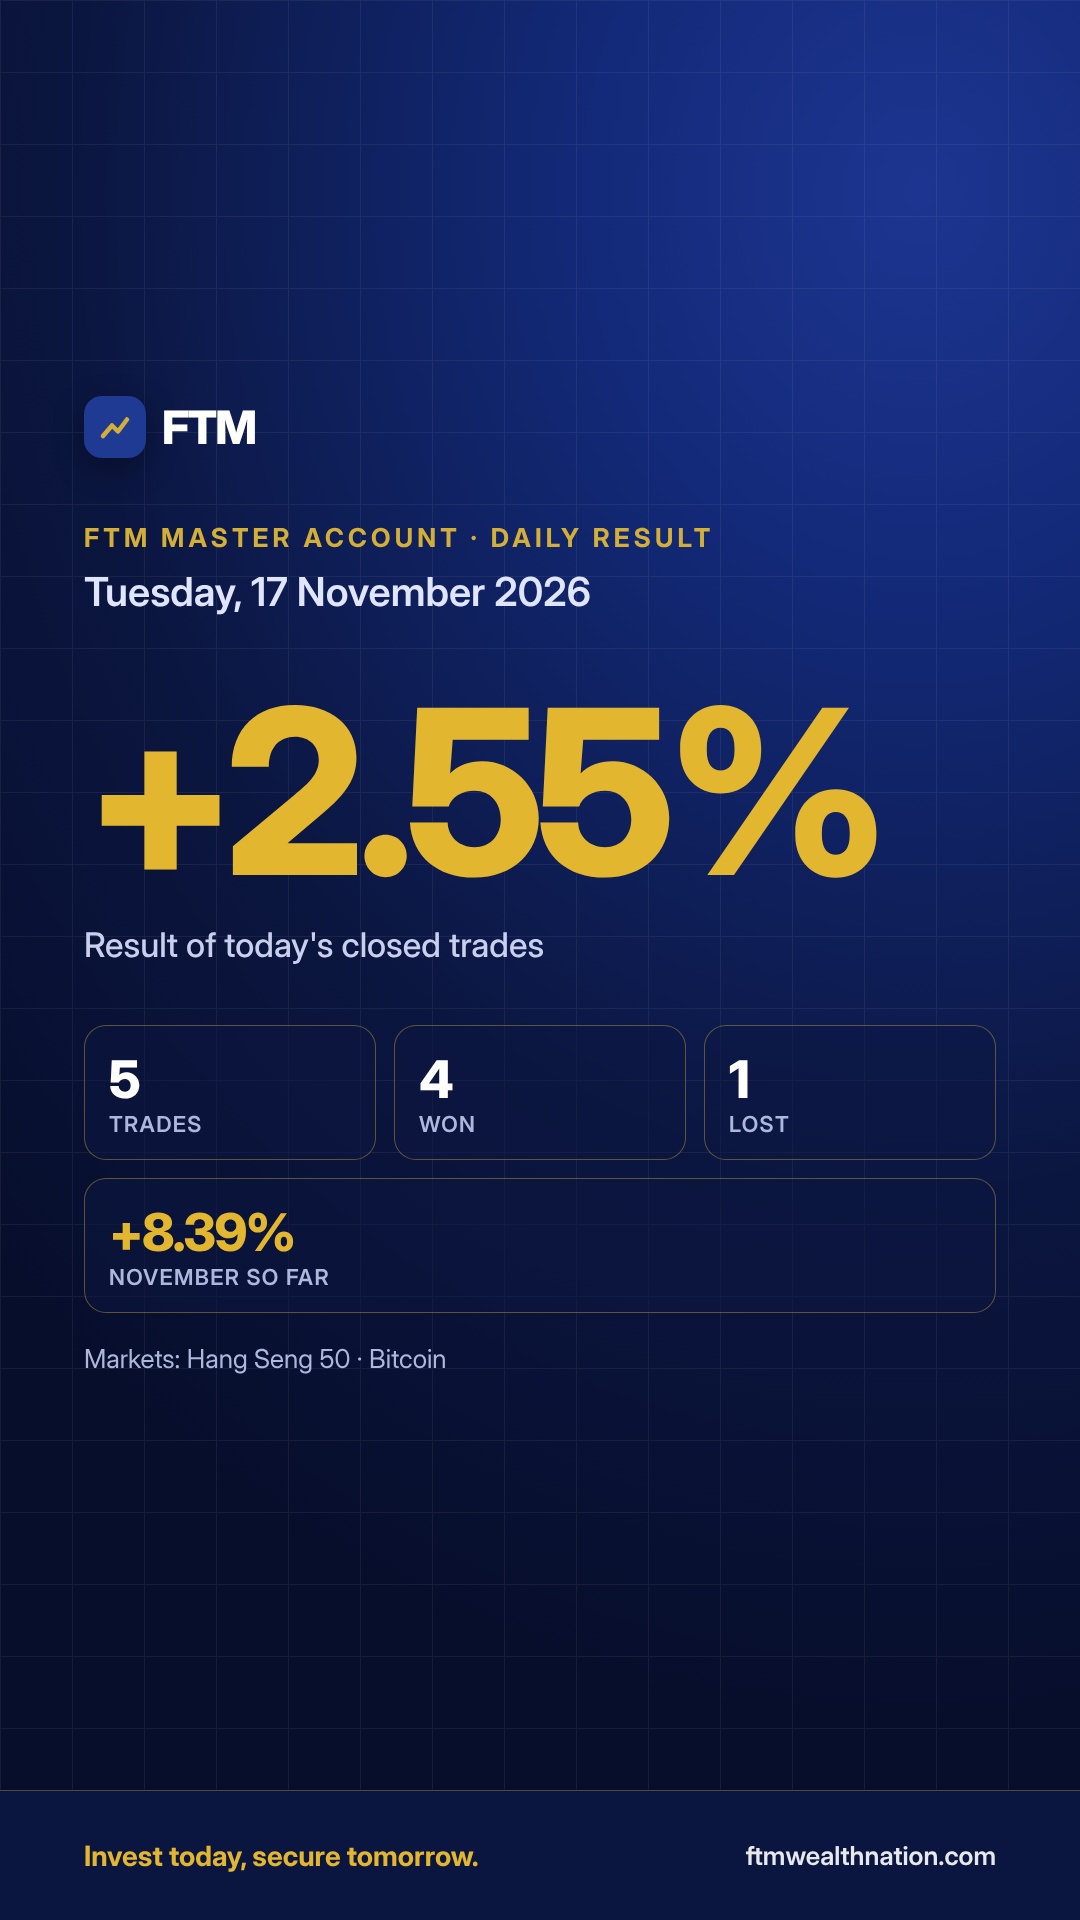 FTM
FTM MASTER ACCOUNT · DAILY RESULT
Tuesday, 17 November 2026
+2.55%
Result of today's closed trades
5
TRADES
4
WON
1
LOST
+8.39%
NOVEMBER SO FAR
Markets: Hang Seng 50 · Bitcoin
Invest today, secure tomorrow.
ftmwealthnation.com